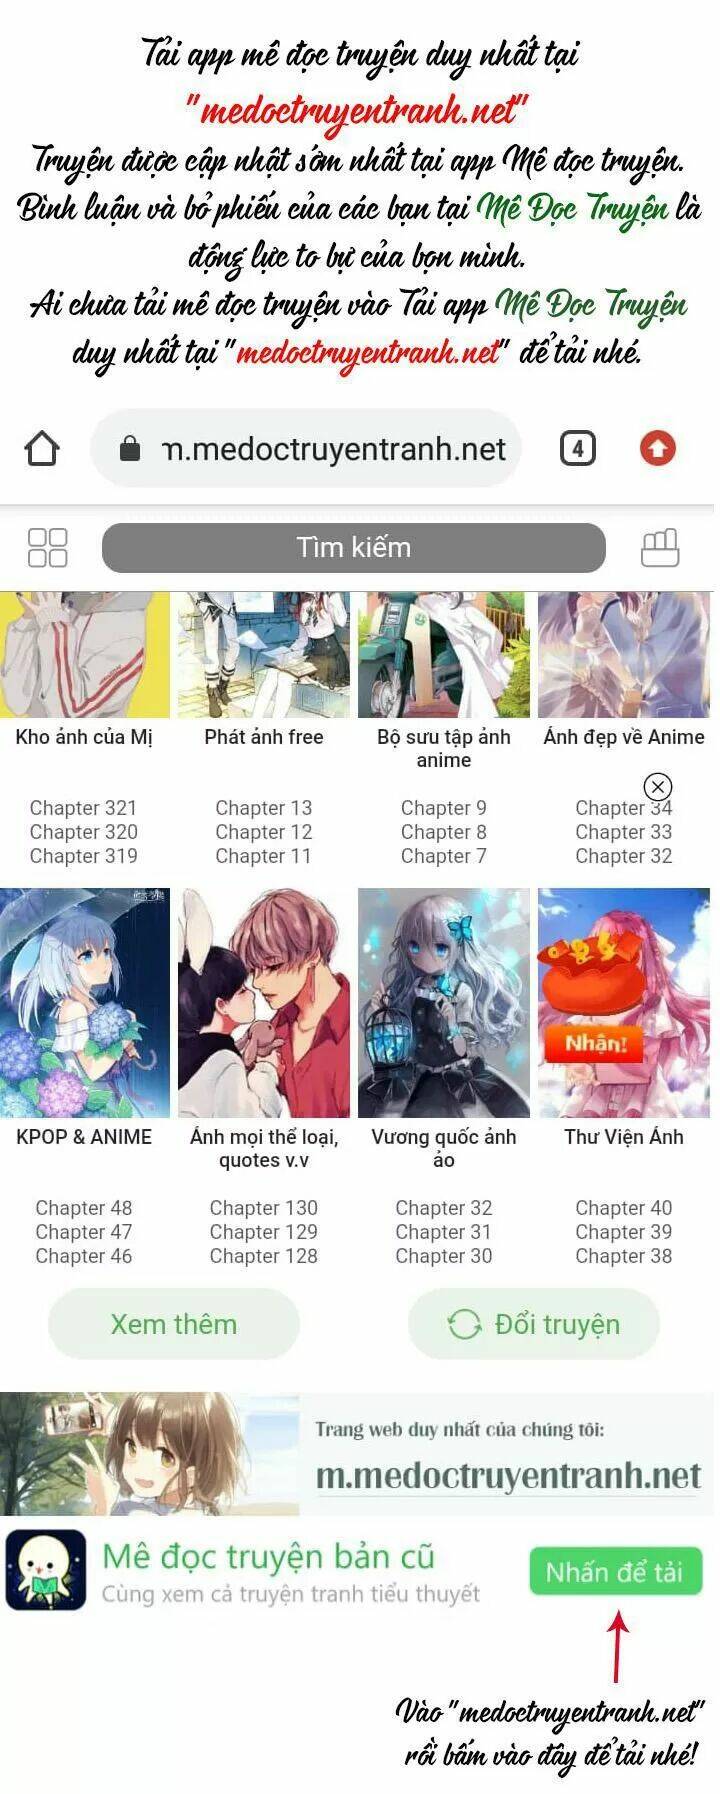 Tải app mê đọc truyện duy nhất tại
"medoctruyentranh.net"
Truyện được cập nhật sớm nhất tại app Mê đọc truyện.
Bình luận và bỏ phiếu của các bạn tại Mê Đọc Truyện là
động lực to bự của bọn mình.
Ai chưa tải mê đọc truyện vào Tải app Mê Đọc Truyện
duy nhất tại "medoctruyentranh.net" để tải nhé.
m.medoctruyentranh.net 4
Tìm kiếm
Kho ảnh của Mị Phát ảnh free Bộ sưu tập ảnh Ảnh đẹp về Anime
anime
Chapter 321 Chapter 13 Chapter 9 Chapter 34
Chapter 320 Chapter 12 Chapter 8 Chapter 33
Chapter 319 Chapter 11 Chapter 7 Chapter 32
Nhận!
KPOP & ANIME Ảnh mọi thể loại, Vương quốc ảnh Thư Viện Ảnh
quotes v.v ảo
Chapter 48 Chapter 130 Chapter 32 Chapter 40
Chapter 47 Chapter 129 Chapter 31 Chapter 39
Chapter 46 Chapter 128 Chapter 30 Chapter 38
Xem thêm Đổi truyện
Trang web duy nhất của chúng tôi:
m.medoctruyentranh.net
Mê đọc truyện bản cũ
Cùng xem cả truyện tranh tiểu thuyết
Nhấn để tải
Vào "medoctruyentranh.net"
rồi bấm vào đây để tải nhé!